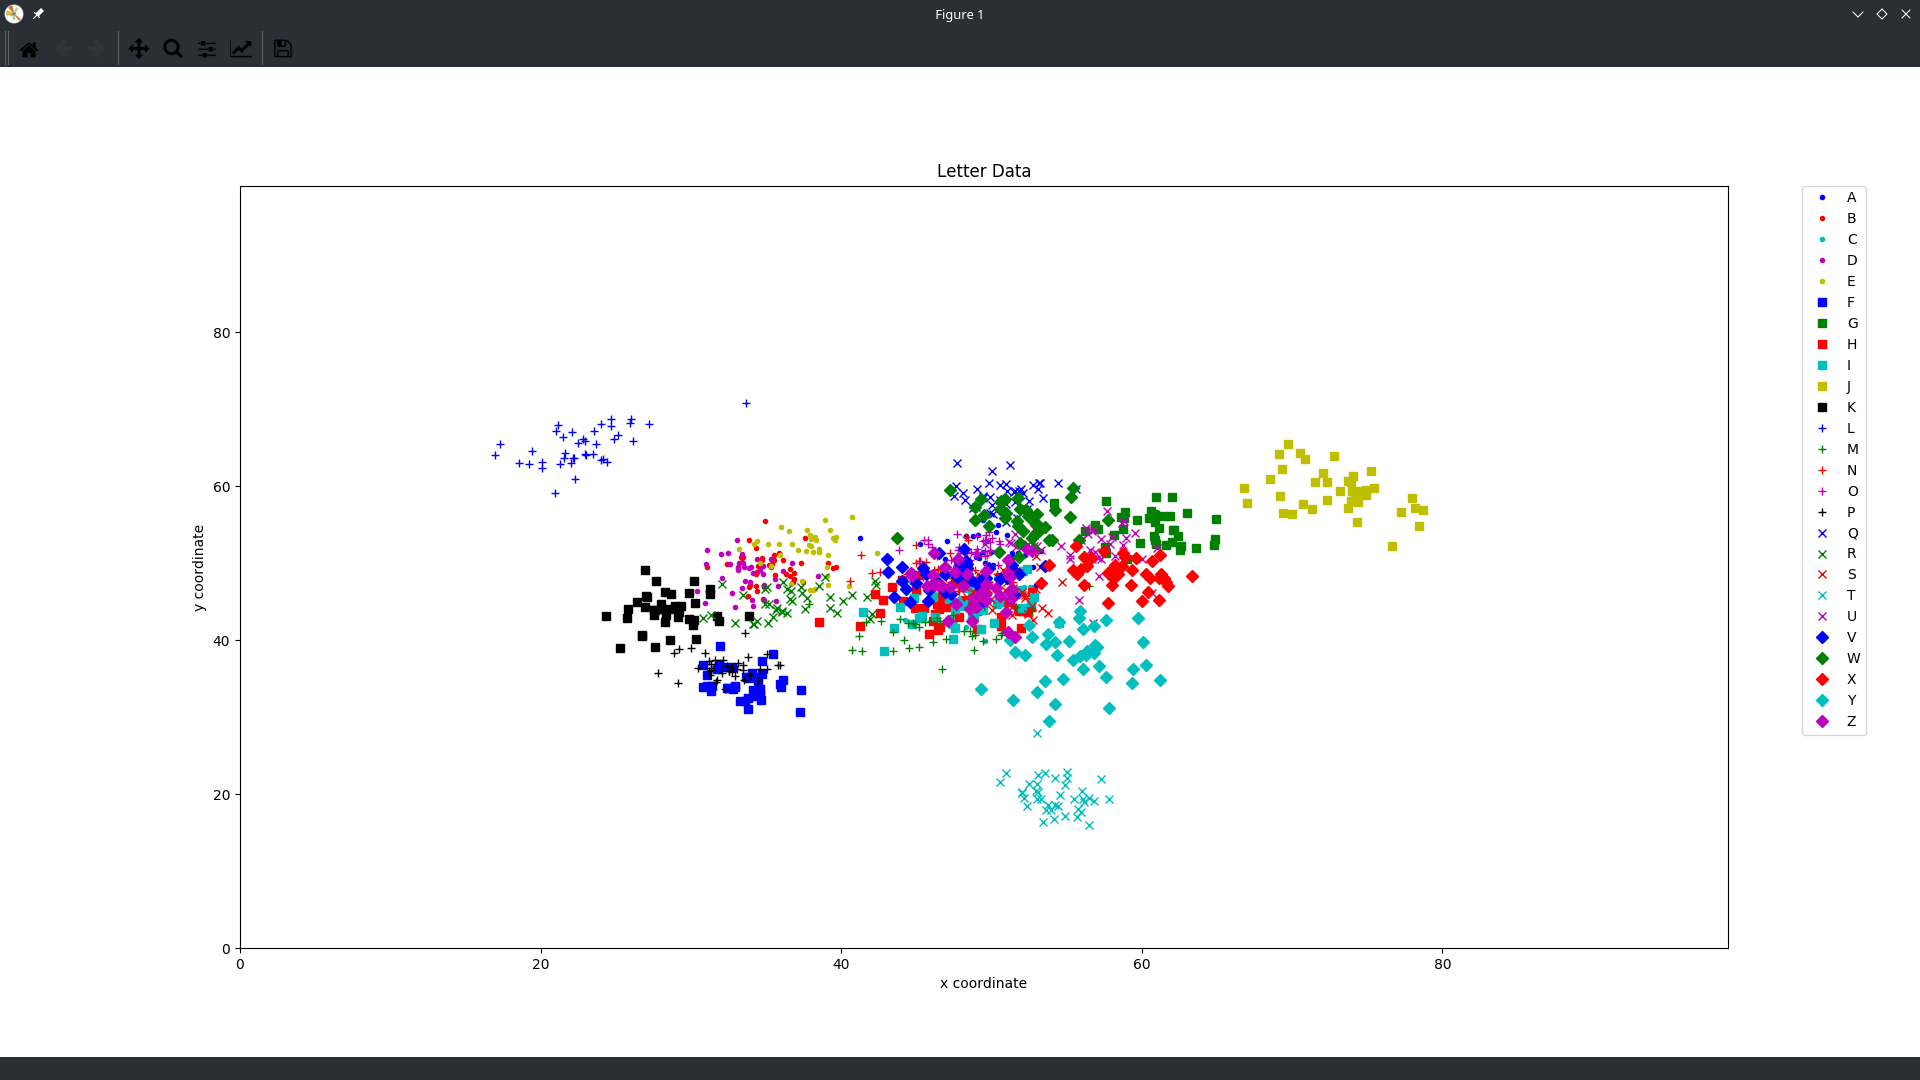 Figure 1
Letter Data
y coordinate
80
60
40
20
0
0 20 40 60 80
x coordinate
A
B
C
D
E
F
G
H
I
J
K
L
M
N
O
P
Q
R
S
T
U
V
W
X
Y
Z